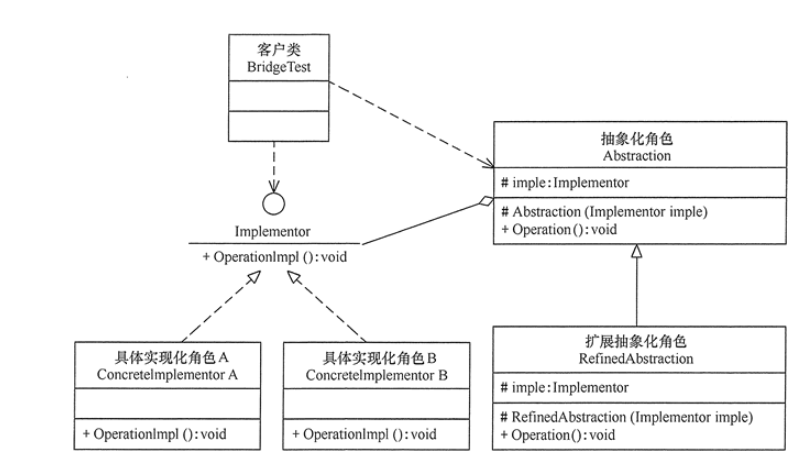 客户类
BridgeTest
抽象化角色
Abstraction
# imple:Implementor
# Abstraction (Implementor imple)
+ Operation():void
Implementor
+ OperationImpl ():void
具体实现化角色A
ConcreteImplementor A
+ OperationImpl ():void
具体实现化角色B
ConcreteImplementor B
+ OperationImpl ():void
扩展抽象化角色
RefinedAbstraction
# imple:Implementor
# RefinedAbstraction (Implementor imple)
+ Operation():void